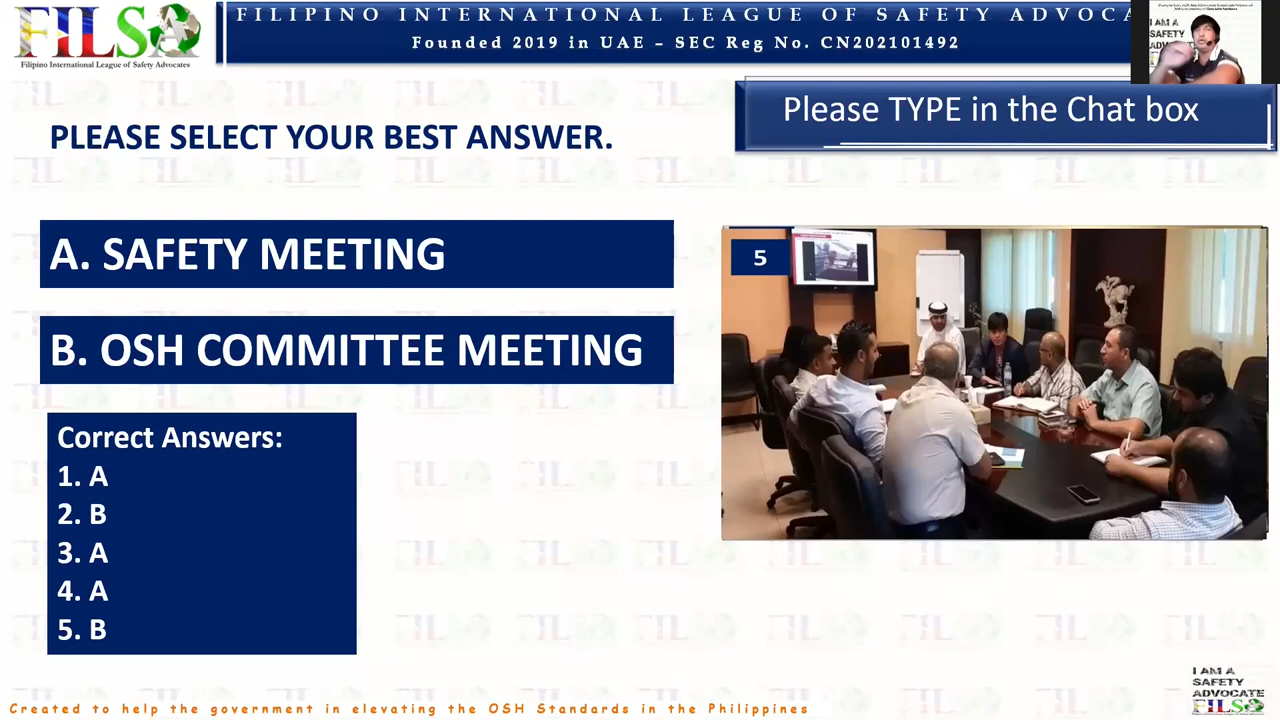 FILSA
Filipino International League of Safety Advocates
FILIPINO INTERNATIONAL LEAGUE OF SAFETY ADVOCA
Founded 2019 in UAE – SEC Reg No. CN202101492
I AM A
SAFETY
Please TYPE in the Chat box
PLEASE SELECT YOUR BEST ANSWER.
A. SAFETY MEETING
B. OSH COMMITTEE MEETING
5
Correct Answers:
1. A
2. B
3. A
4. A
5. B
I AM A
SAFETY
ADVOCATE
FILSA
Created to help the government in elevating the OSH Standards in the Philippines